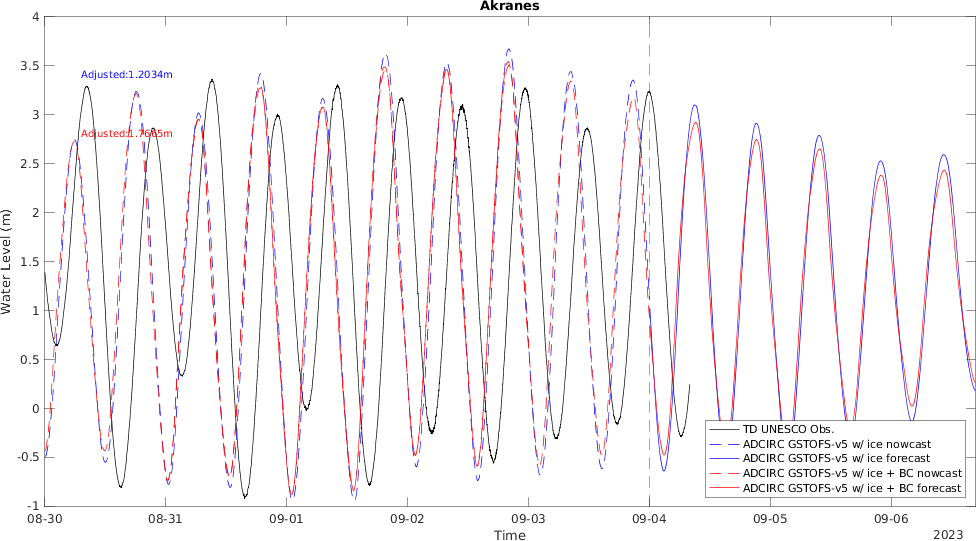 Akranes
4
3.5
3
2.5
2
1.5
1
0.5
0
-0.5
-1
Water Level (m)
Adjusted:1.2034m
Adjusted:1.7665m
TD UNESCO Obs.
ADCIRC GSTOFS-v5 w/ ice nowcast
ADCIRC GSTOFS-v5 w/ ice forecast
ADCIRC GSTOFS-v5 w/ ice + BC nowcast
ADCIRC GSTOFS-v5 w/ ice + BC forecast
08-30 08-31 09-01 09-02 09-03 09-04 09-05 09-06
Time
2023